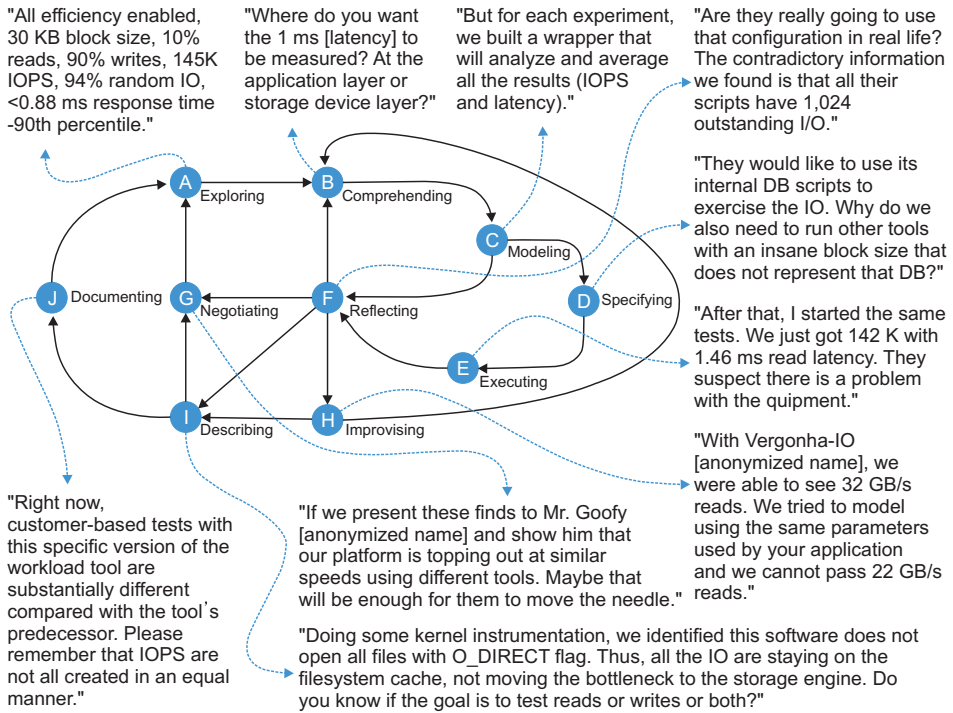 "All efficiency enabled,
30 KB block size, 10%
reads, 90% writes, 145K
IOPS, 94% random IO,
<0.88 ms response time
-90th percentile."
"Where do you want
the 1 ms [latency] to
be measured? At the
application layer or
storage device layer?"
"But for each experiment,
we built a wrapper that
will analyze and average
all the results (IOPS
and latency)."
"Are they really going to use
that configuration in real life?
The contradictory information
we found is that all their
scripts have 1,024
outstanding I/O."
"They would like to use its
internal DB scripts to
exercise the IO. Why do we
also need to run other tools
with an insane block size that
does not represent that DB?"
"After that, I started the same
tests. We just got 142 K with
1.46 ms read latency. They
suspect there is a problem
with the quipment."
"With Vergonha-IO
[anonymized name], we
were able to see 32 GB/s
reads. We tried to model
using the same parameters
used by your application
and we cannot pass 22 GB/s
reads."
A
Exploring
B
Comprehending
C
Modeling
J
Documenting
G
Negotiating
F
Reflecting
D
Specifying
E
Executing
I
Describing
H
Improvising
"Right now,
customer-based tests with
this specific version of the
workload tool are
substantially different
compared with the tool's
predecessor. Please
remember that IOPS are
not all created in an equal
manner."
"If we present these finds to Mr. Goofy
[anonymized name] and show him that
our platform is topping out at similar
speeds using different tools. Maybe that
will be enough for them to move the needle."
"Doing some kernel instrumentation, we identified this software does not
open all files with O_DIRECT flag. Thus, all the IO are staying on the
filesystem cache, not moving the bottleneck to the storage engine. Do
you know if the goal is to test reads or writes or both?"